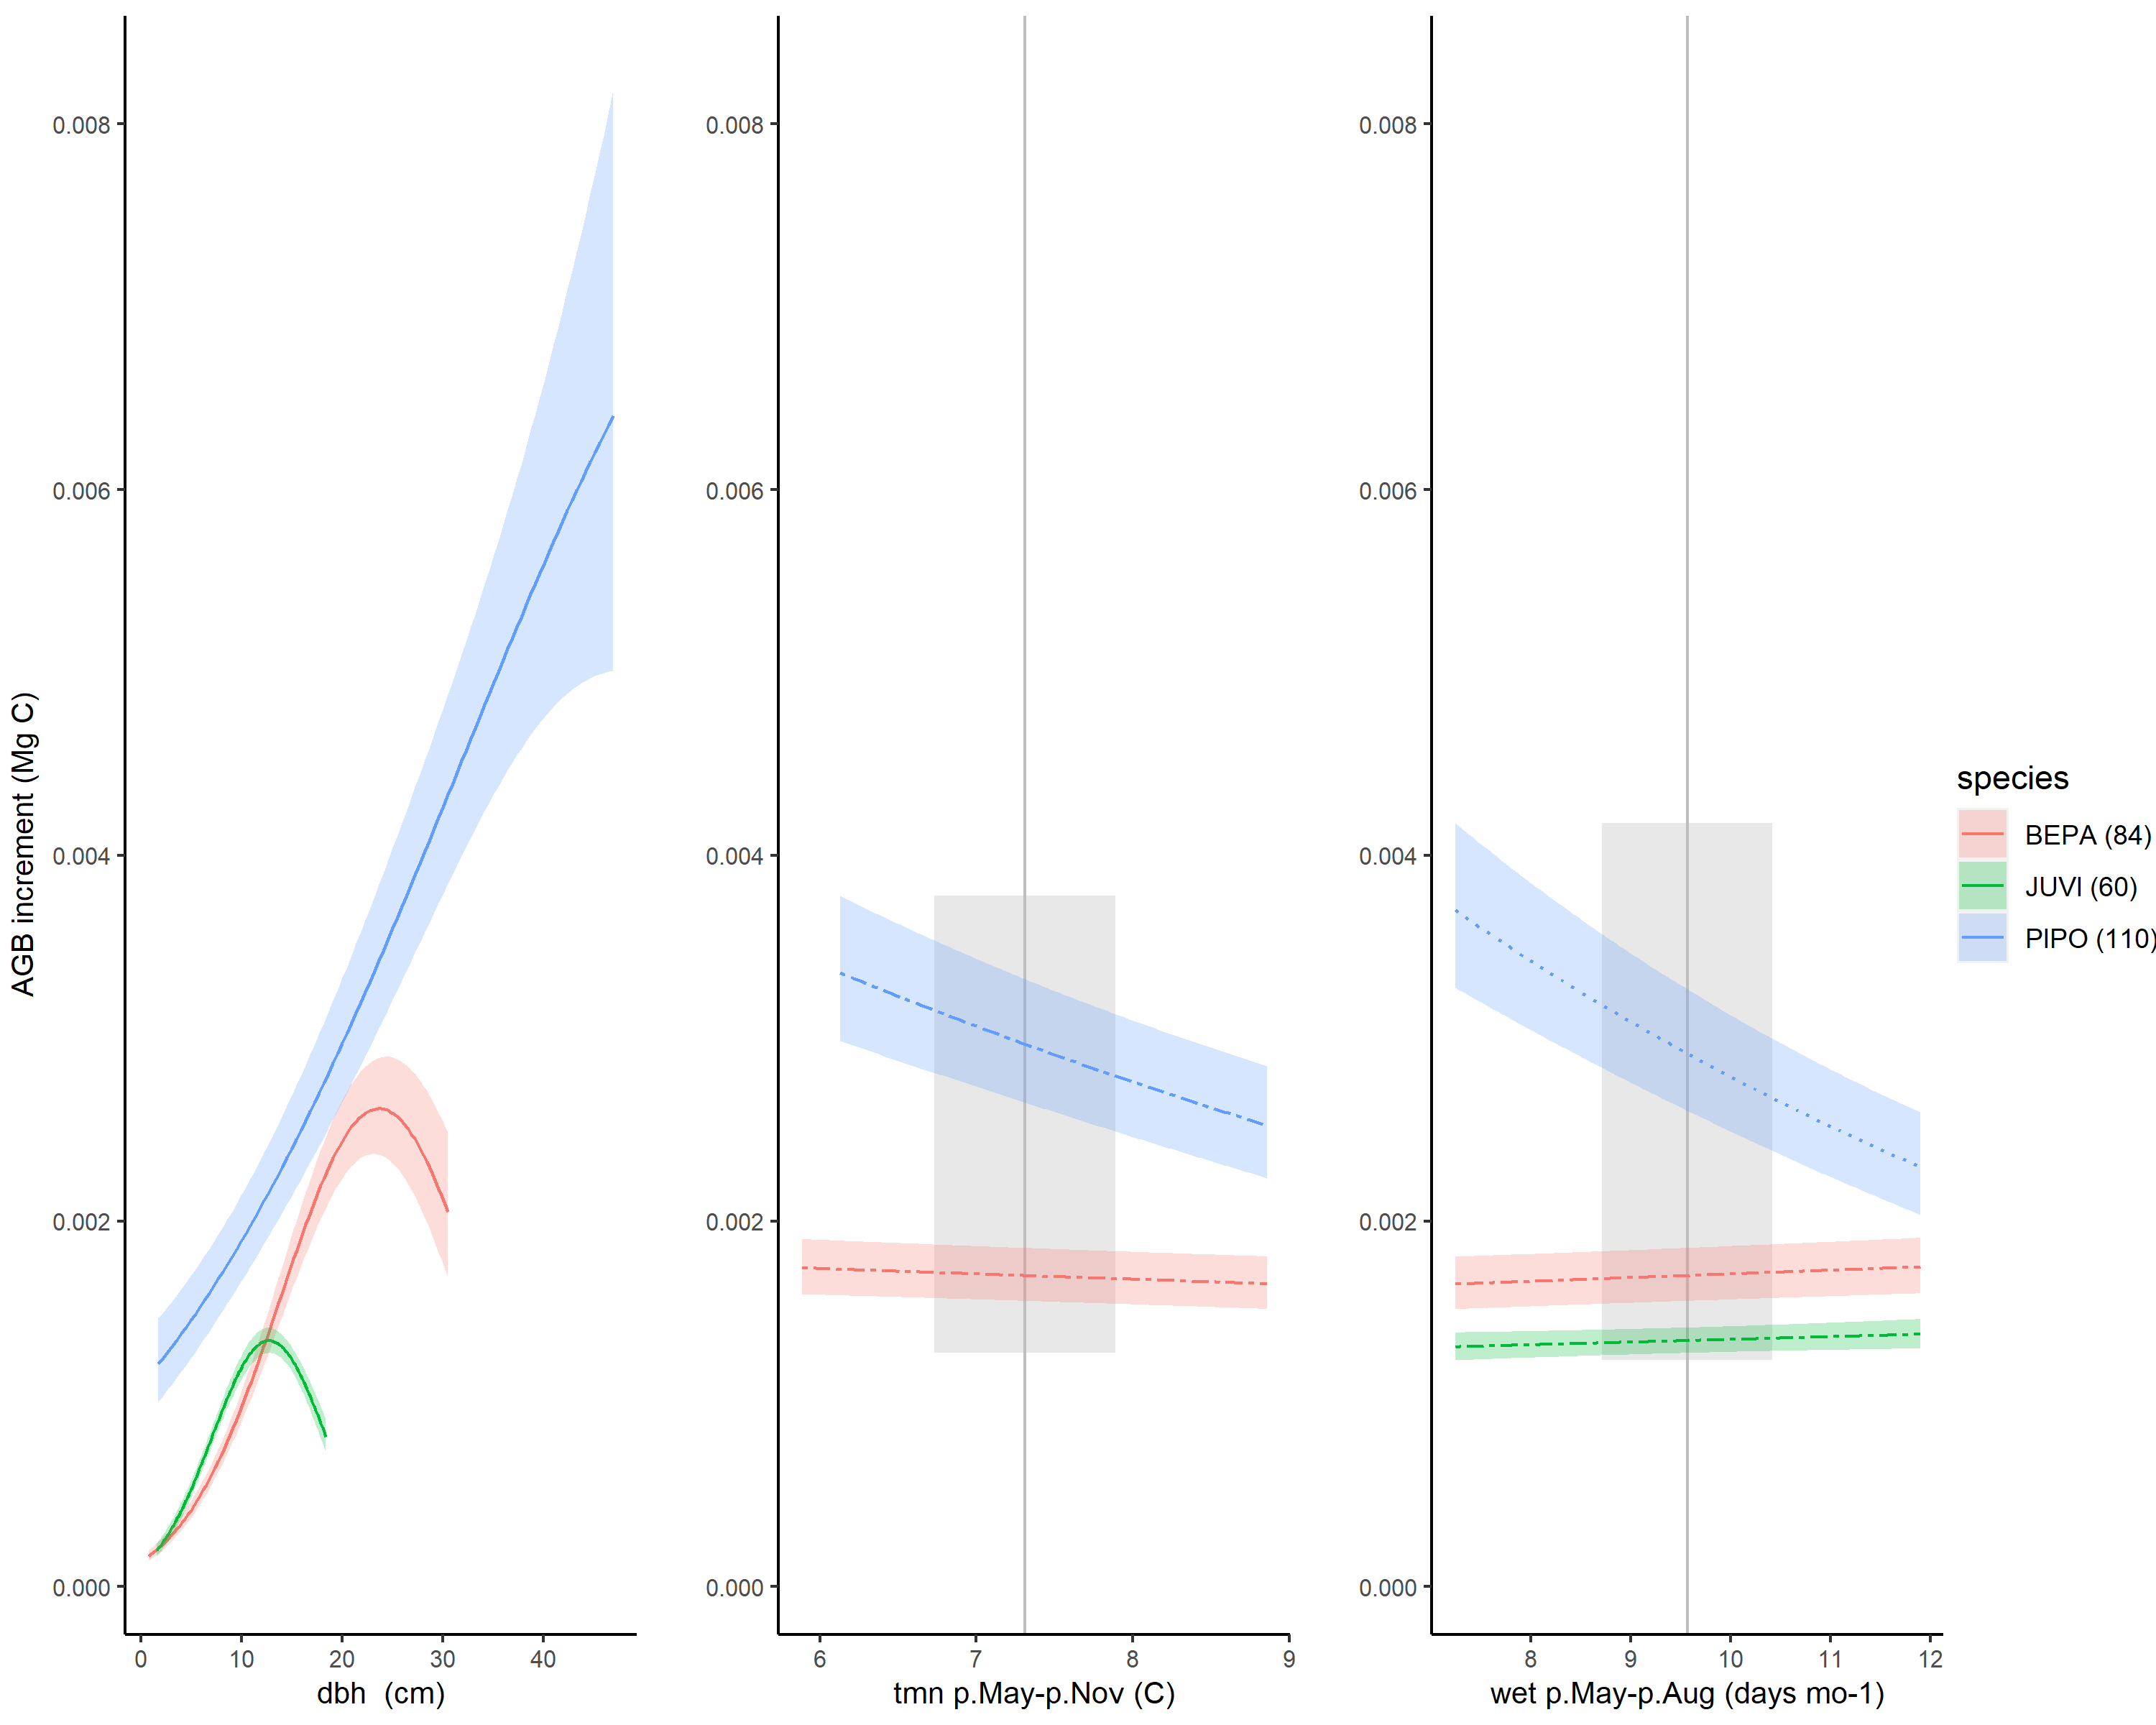 AGB increment (Mg C)
0.008
0.006
0.004
0.002
0.000
0 10 20 30 40
dbh  (cm)
0.008
0.006
0.004
0.002
0.000
6 7 8 9
tmn p.May-p.Nov (C)
0.008
0.006
0.004
0.002
0.000
8 9 10 11 12
wet p.May-p.Aug (days mo-1)
species
BEPA (84)
JUVI (60)
PIPO (110)